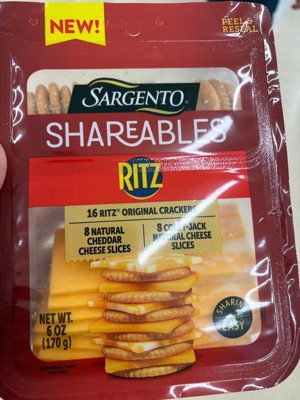 NEW!
PEEL &
RESEAL
SARGENTO
SHAREABLES
RITZ
16 RITZ® ORIGINAL CRACKERS
8 NATURAL
CHEDDAR
CHEESE SLICES
8 COLBY-JACK
NATURAL CHEESE
SLICES
NET WT.
6 OZ
(170 g)
SHARING
EASY